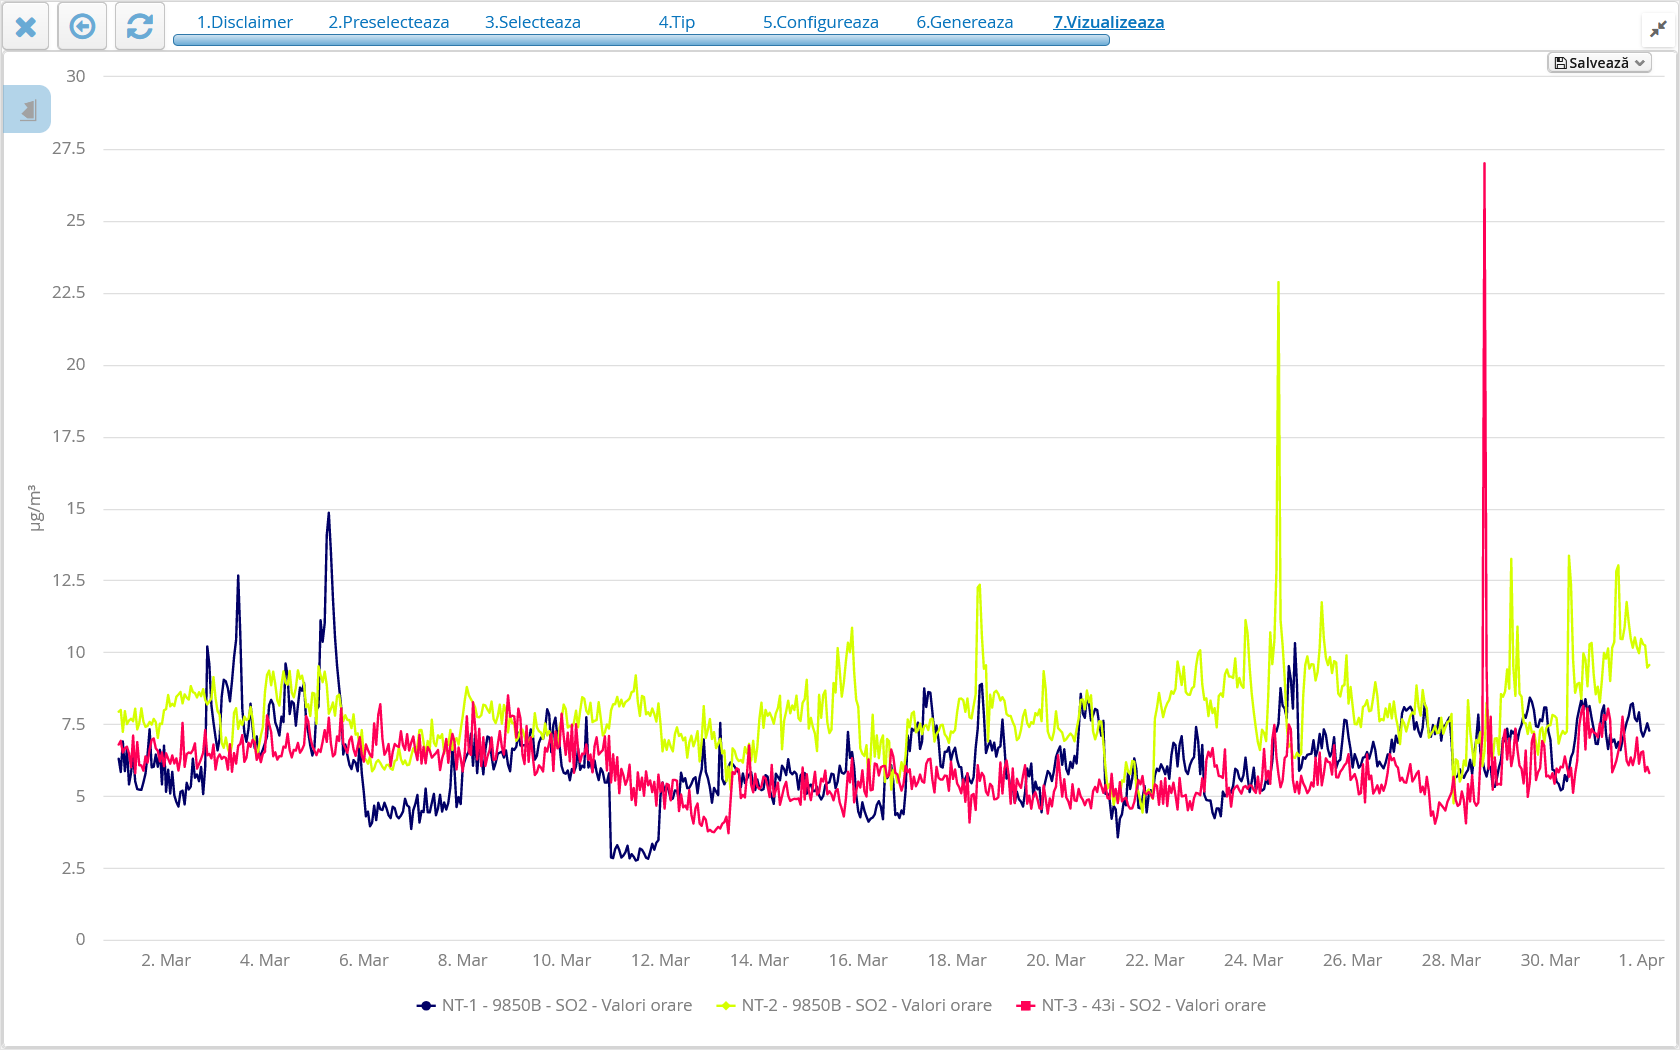 1.Disclaimer 2.Preselecteaza 3.Selecteaza 4.Tip 5.Configureaza 6.Genereaza 7.Vizualizeaza
Salvează
30
27.5
25
22.5
20
17.5
15
12.5
10
7.5
5
2.5
0
µg/m³
2. Mar 4. Mar 6. Mar 8. Mar 10. Mar 12. Mar 14. Mar 16. Mar 18. Mar 20. Mar 22. Mar 24. Mar 26. Mar 28. Mar 30. Mar 1. Apr
NT-1 - 9850B - SO2 - Valori orare NT-2 - 9850B - SO2 - Valori orare NT-3 - 43i - SO2 - Valori orare